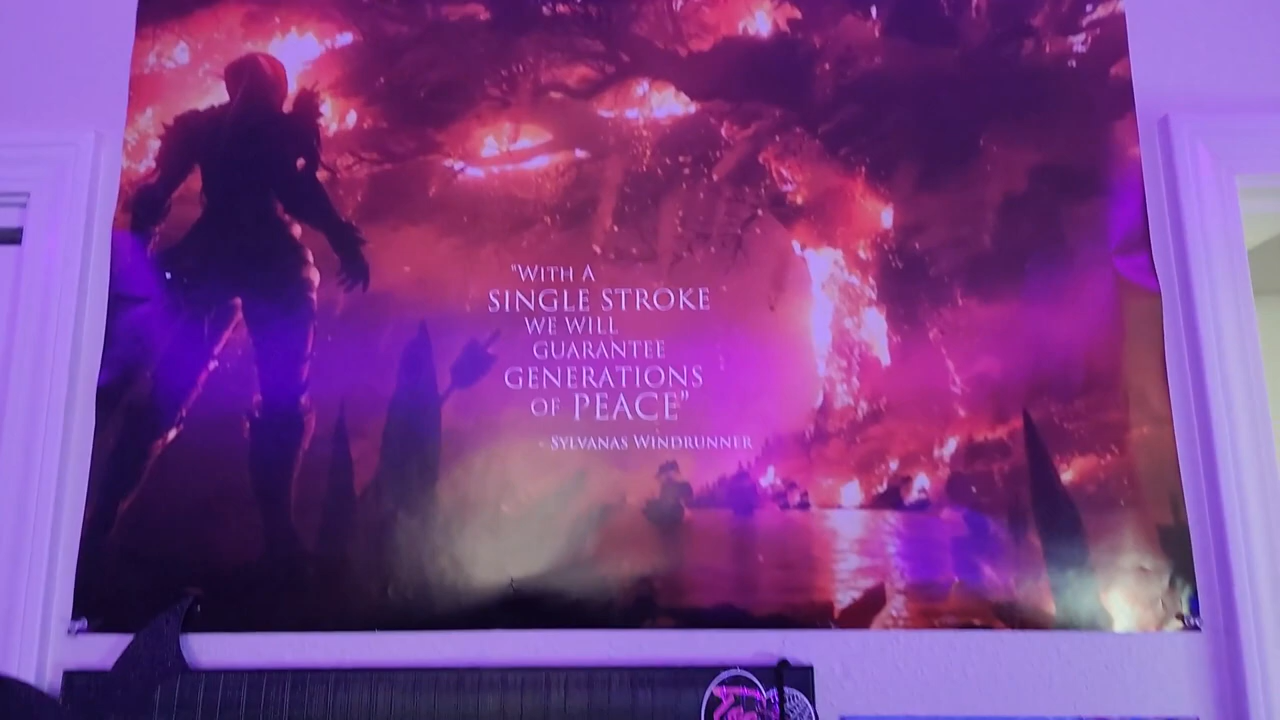 "WITH A
SINGLE STROKE
WE WILL
GUARANTEE
GENERATIONS
OF PEACE"
- SYLVANAS WINDRUNNER